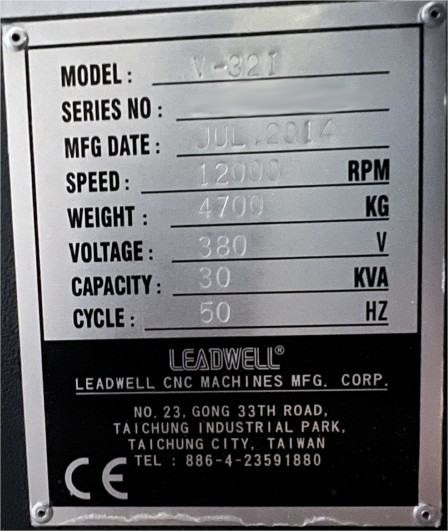 MODEL: V-32I
SERIES NO:
MFG DATE: JUL.2014
SPEED: 12000 RPM
WEIGHT: 4700 KG
VOLTAGE: 380 V
CAPACITY: 30 KVA
CYCLE: 50 HZ
LEADWELL®
LEADWELL CNC MACHINES MFG. CORP.
NO. 23, GONG 33TH ROAD,
TAICHUNG INDUSTRIAL PARK,
TAICHUNG CITY, TAIWAN
TEL : 886-4-23591880
CE